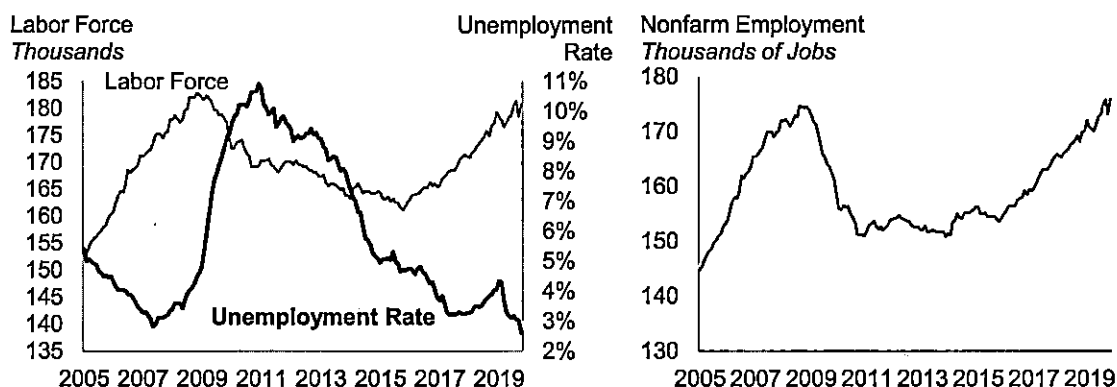 Labor Force
Thousands
Unemployment
Rate
Nonfarm Employment
Thousands of Jobs
Labor Force
Unemployment Rate
185
180
175
170
165
160
155
150
145
140
135
11%
10%
9%
8%
7%
6%
5%
4%
3%
2%
2005 2007 2009 2011 2013 2015 2017 2019
180
170
160
150
140
130
2005 2007 2009 2011 2013 2015 2017 2019